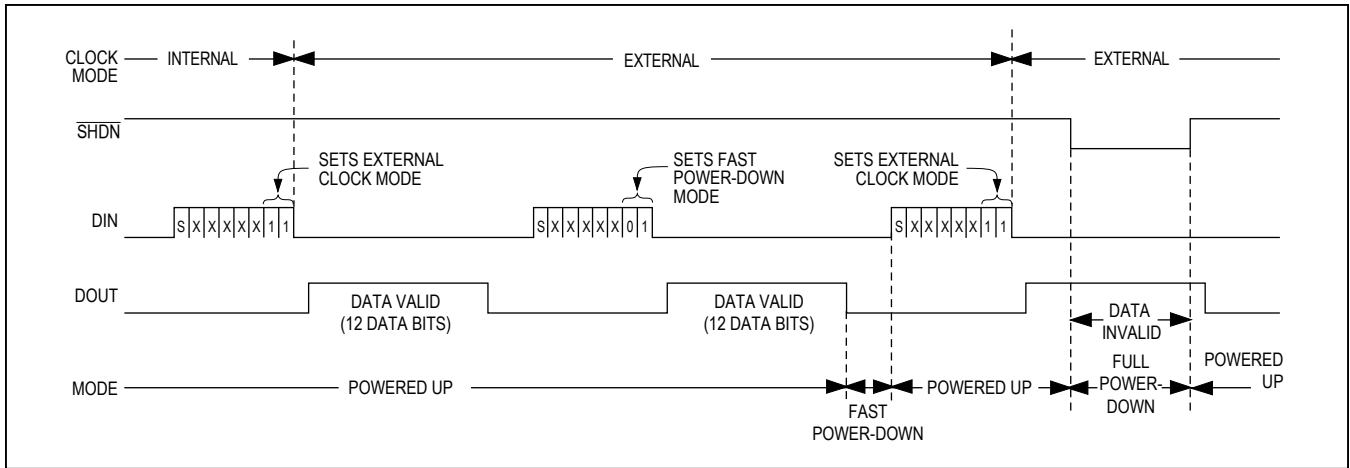 CLOCK MODE
INTERNAL
EXTERNAL
EXTERNAL
SHDN
SETS EXTERNAL
CLOCK MODE
SETS FAST
POWER-DOWN
MODE
SETS EXTERNAL
CLOCK MODE
DIN
S X X X X X 1 1
S X X X X X 0 1
S X X X X X 1 1
DOUT
DATA VALID
(12 DATA BITS)
DATA VALID
(12 DATA BITS)
DATA
INVALID
MODE
POWERED UP
FAST
POWER-DOWN
POWERED UP
FULL
POWER-
DOWN
POWERED
UP